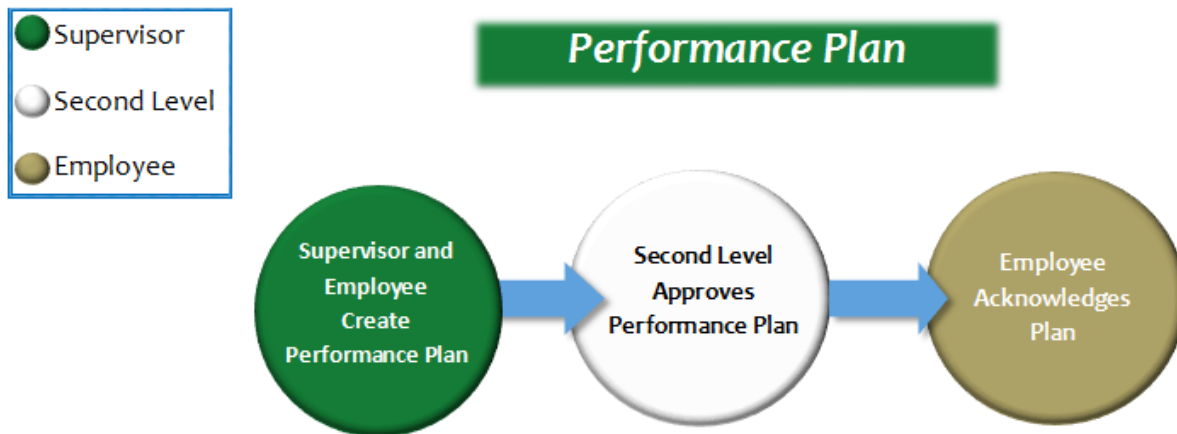 Supervisor
Second Level
Employee
Performance Plan
Supervisor and
Employee
Create
Performance Plan
Second Level
Approves
Performance Plan
Employee
Acknowledges
Plan